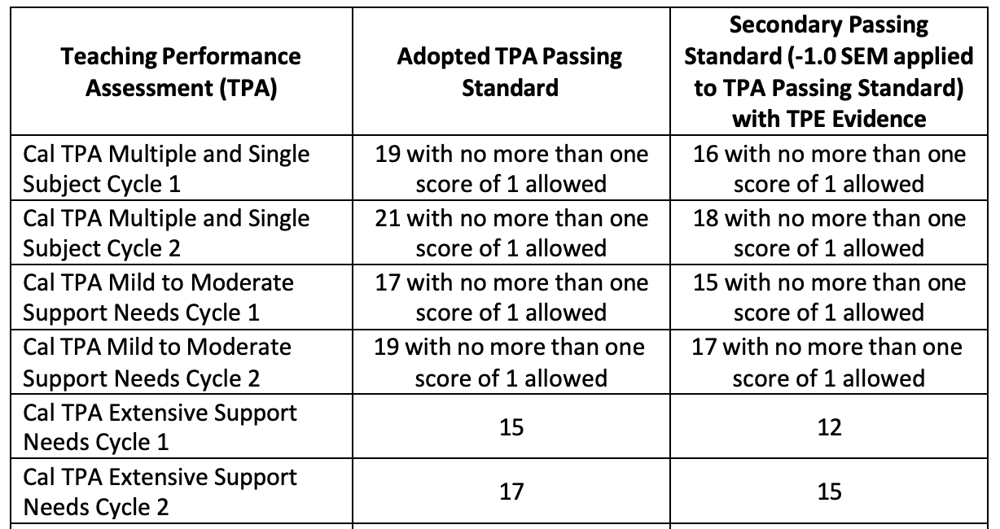 Teaching Performance
Assessment (TPA)
Adopted TPA Passing
Standard
Secondary Passing
Standard (-1.0 SEM applied
to TPA Passing Standard)
with TPE Evidence
Cal TPA Multiple and Single
Subject Cycle 1
19 with no more than one
score of 1 allowed
16 with no more than one
score of 1 allowed
Cal TPA Multiple and Single
Subject Cycle 2
21 with no more than one
score of 1 allowed
18 with no more than one
score of 1 allowed
Cal TPA Mild to Moderate
Support Needs Cycle 1
17 with no more than one
score of 1 allowed
15 with no more than one
score of 1 allowed
Cal TPA Mild to Moderate
Support Needs Cycle 2
19 with no more than one
score of 1 allowed
17 with no more than one
score of 1 allowed
Cal TPA Extensive Support
Needs Cycle 1
15
12
Cal TPA Extensive Support
Needs Cycle 2
17
15